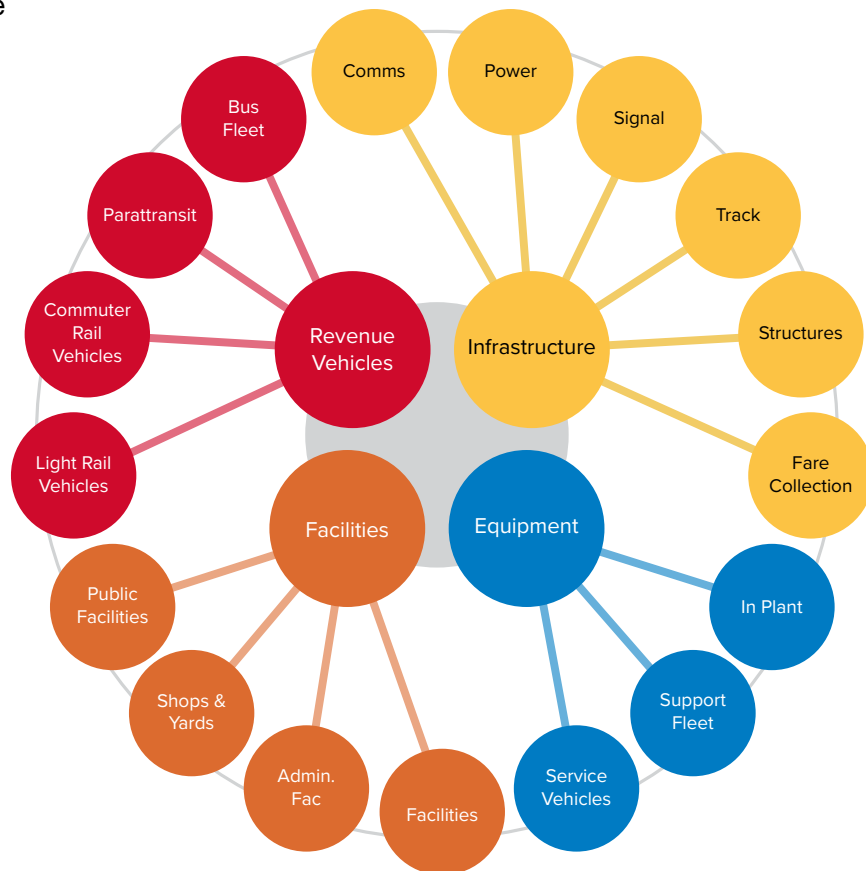 e
Comms
Power
Bus
Fleet
Signal
Parattransit
Track
Commuter
Rail
Vehicles
Revenue
Vehicles
Infrastructure
Structures
Light Rail
Vehicles
Fare
Collection
Facilities
Equipment
Public
Facilities
In Plant
Shops &
Yards
Support
Fleet
Admin.
Fac
Facilities
Service
Vehicles